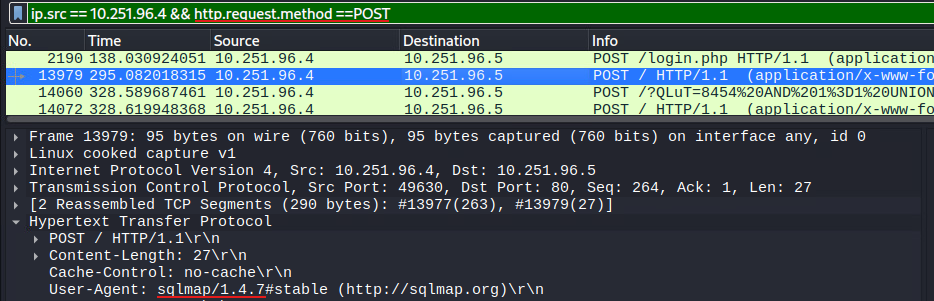 ip.src == 10.251.96.4 && http.request.method ==POST
No. Time Source Destination Info
2190 138.030924051 10.251.96.4 10.251.96.5 POST /login.php HTTP/1.1 (applicatio
13979 295.082018315 10.251.96.4 10.251.96.5 POST / HTTP/1.1 (application/x-www-fo
14060 328.589687461 10.251.96.4 10.251.96.5 POST /?QLuT=8454%20AND%201%3D1%20UNION
14072 328.619948368 10.251.96.4 10.251.96.5 POST / HTTP/1.1 (application/x-www-fo
Frame 13979: 95 bytes on wire (760 bits), 95 bytes captured (760 bits) on interface any, id 0
Linux cooked capture v1
Internet Protocol Version 4, Src: 10.251.96.4, Dst: 10.251.96.5
Transmission Control Protocol, Src Port: 49630, Dst Port: 80, Seq: 264, Ack: 1, Len: 27
[2 Reassembled TCP Segments (290 bytes): #13977(263), #13979(27)]
Hypertext Transfer Protocol
POST / HTTP/1.1\r\n
Content-Length: 27\r\n
Cache-Control: no-cache\r\n
User-Agent: sqlmap/1.4.7#stable (http://sqlmap.org)\r\n